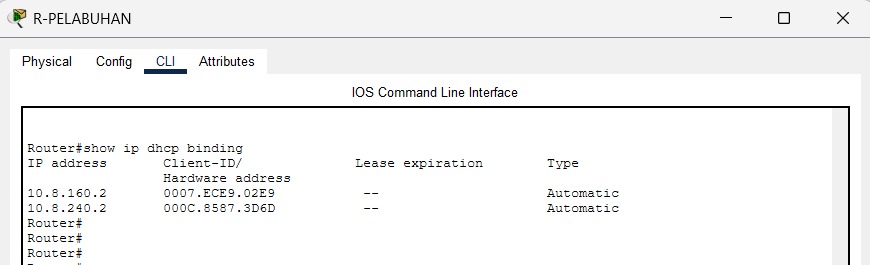 R-PELABUHAN
Physical Config CLI Attributes
IOS Command Line Interface
Router#show ip dhcp binding
IP address       Client-ID/              Lease expiration        Type
                 Hardware address
10.8.160.2       0007.ECE9.02E9           --                     Automatic
10.8.240.2       000C.8587.3D6D           --                     Automatic
Router#
Router#
Router#